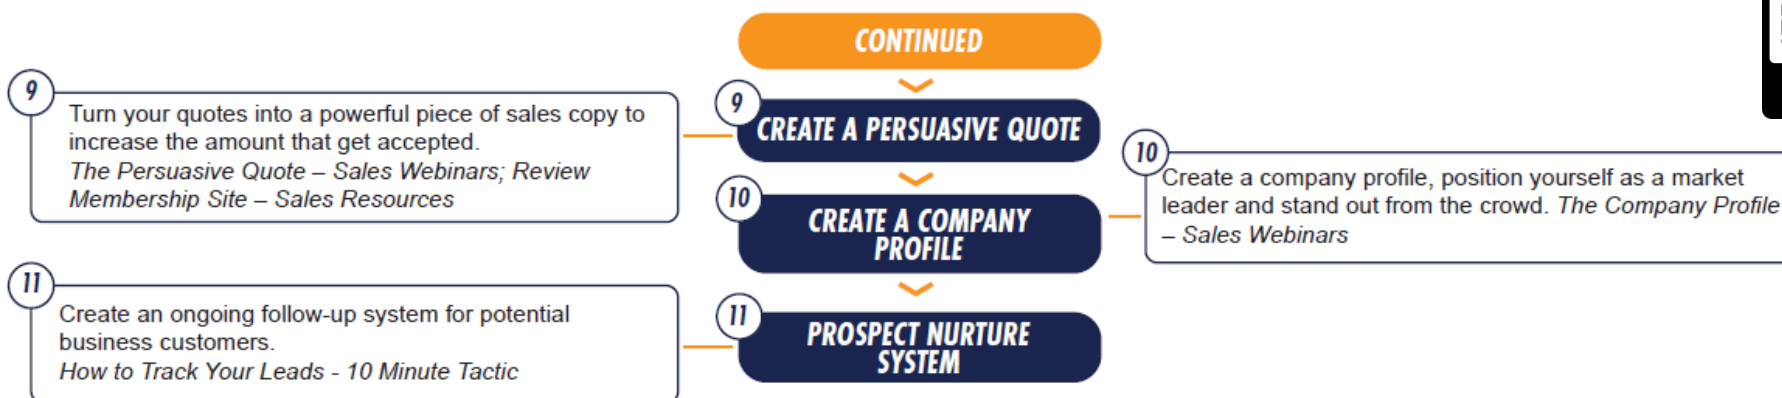 CONTINUED
9
Turn your quotes into a powerful piece of sales copy to
increase the amount that get accepted.
The Persuasive Quote – Sales Webinars; Review
Membership Site – Sales Resources
9
CREATE A PERSUASIVE QUOTE
10
CREATE A COMPANY
PROFILE
10
Create a company profile, position yourself as a market
leader and stand out from the crowd. The Company Profile
– Sales Webinars
11
Create an ongoing follow-up system for potential
business customers.
How to Track Your Leads - 10 Minute Tactic
11
PROSPECT NURTURE
SYSTEM